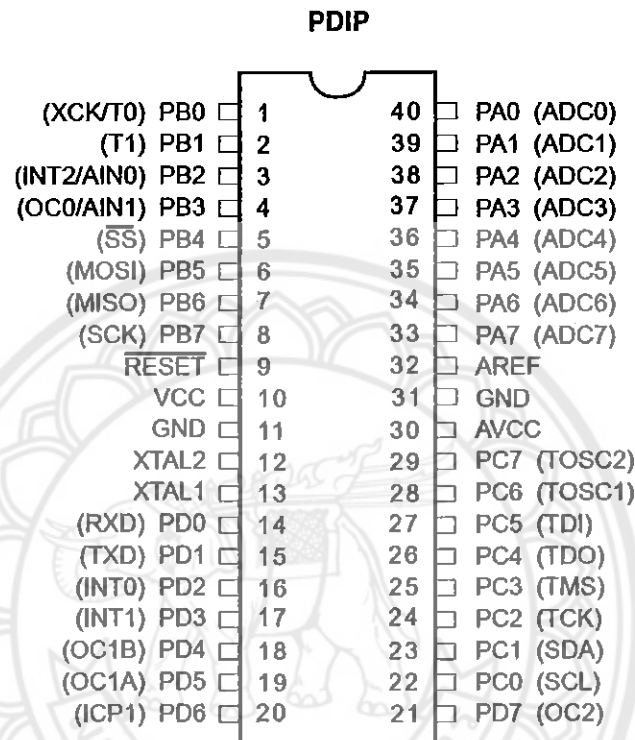 PDIP
(XCK/T0) PB0 1 40 PA0 (ADC0)
(T1) PB1 2 39 PA1 (ADC1)
(INT2/AIN0) PB2 3 38 PA2 (ADC2)
(OC0/AIN1) PB3 4 37 PA3 (ADC3)
(S̅S̅) PB4 5 36 PA4 (ADC4)
(MOSI) PB5 6 35 PA5 (ADC5)
(MISO) PB6 7 34 PA6 (ADC6)
(SCK) PB7 8 33 PA7 (ADC7)
R̅E̅S̅E̅T̅ 9 32 AREF
VCC 10 31 GND
GND 11 30 AVCC
XTAL2 12 29 PC7 (TOSC2)
XTAL1 13 28 PC6 (TOSC1)
(RXD) PD0 14 27 PC5 (TDI)
(TXD) PD1 15 26 PC4 (TDO)
(INT0) PD2 16 25 PC3 (TMS)
(INT1) PD3 17 24 PC2 (TCK)
(OC1B) PD4 18 23 PC1 (SDA)
(OC1A) PD5 19 22 PC0 (SCL)
(ICP1) PD6 20 21 PD7 (OC2)